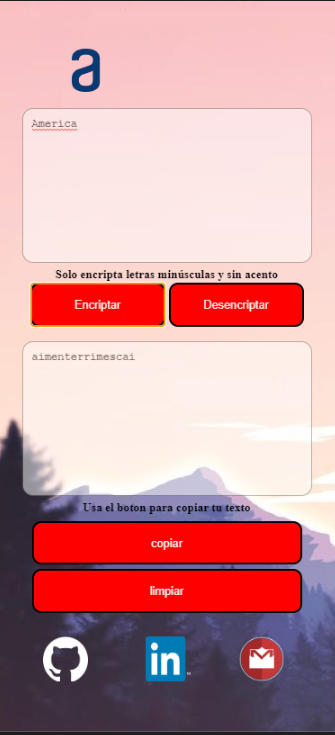 a
America
Solo encripta letras minúsculas y sin acento
Encriptar Desencriptar
aimenterrimescai
Usa el boton para copiar tu texto
copiar
limpiar
in